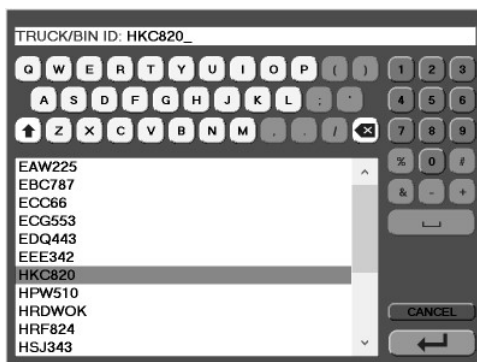 TRUCK/BIN ID: HKC820_
Q W E R T Y U I O P ( ) 1 2 3
A S D F G H J K L ; ' 4 5 6
Z X C V B N M , . / 7 8 9
% 0 #
& - +
EAW225
EBC787
ECC66
ECG553
EDQ443
EEE342
HKC820
HPW510
HRDWOK
HRF824
HSJ343
CANCEL